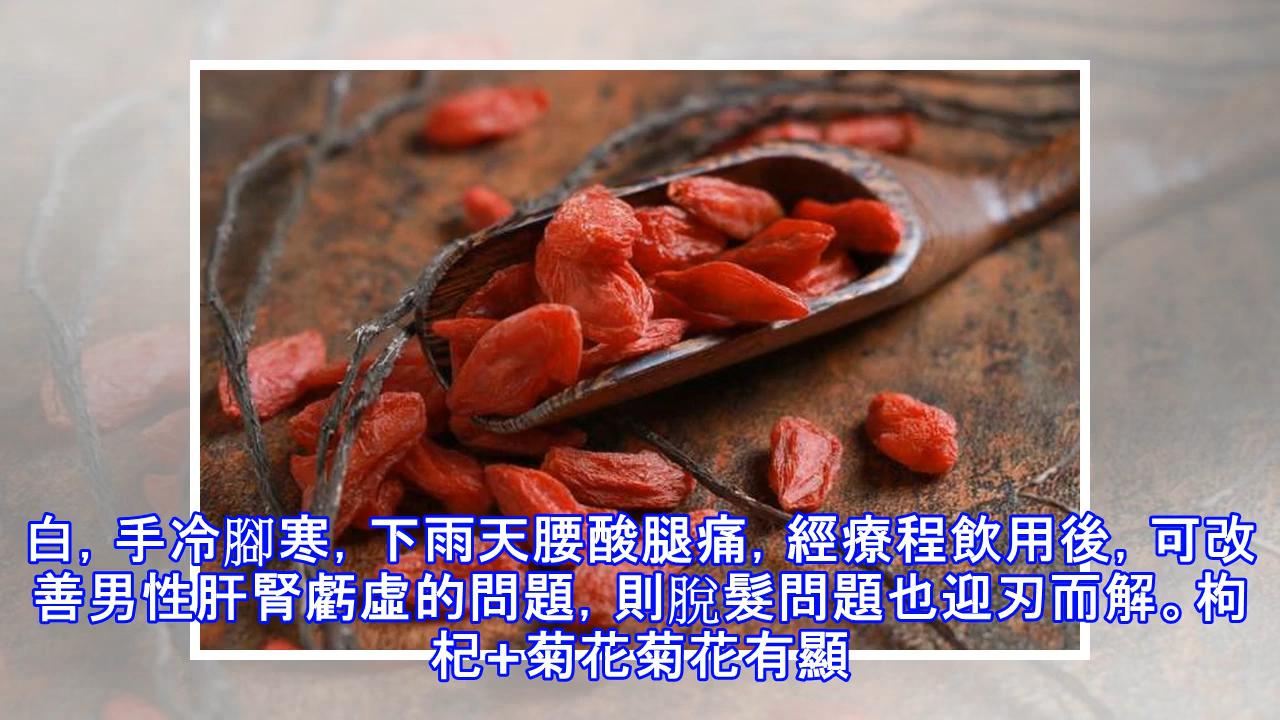 白, 手冷腳寒, 下雨天腰酸腿痛, 經療程飲用後, 可改
善男性肝腎虧虛的問題, 則脫髮問題也迎刃而解。枸
杞+菊花菊花有顯